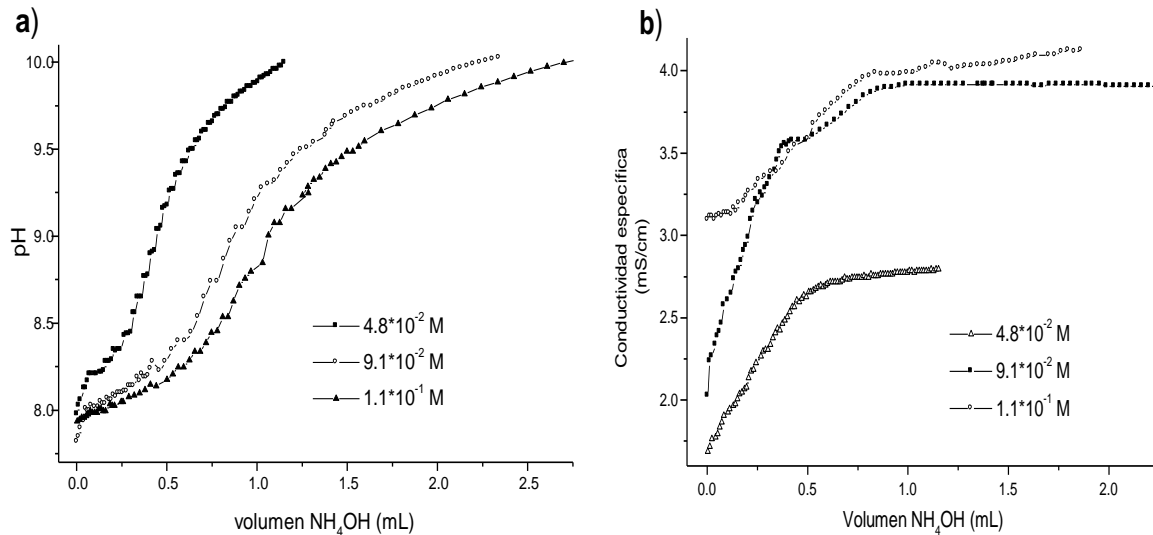 a)
10.0
9.5
9.0
8.5
8.0
pH
0.0 0.5 1.0 1.5 2.0 2.5
volumen NH₄OH (mL)
4.8*10⁻² M
9.1*10⁻² M
1.1*10⁻¹ M
b)
4.0
3.5
3.0
2.5
2.0
Conductividad específica
(mS/cm)
0.0 0.5 1.0 1.5 2.0
Volumen NH₄OH (mL)
4.8*10⁻² M
9.1*10⁻² M
1.1*10⁻¹ M